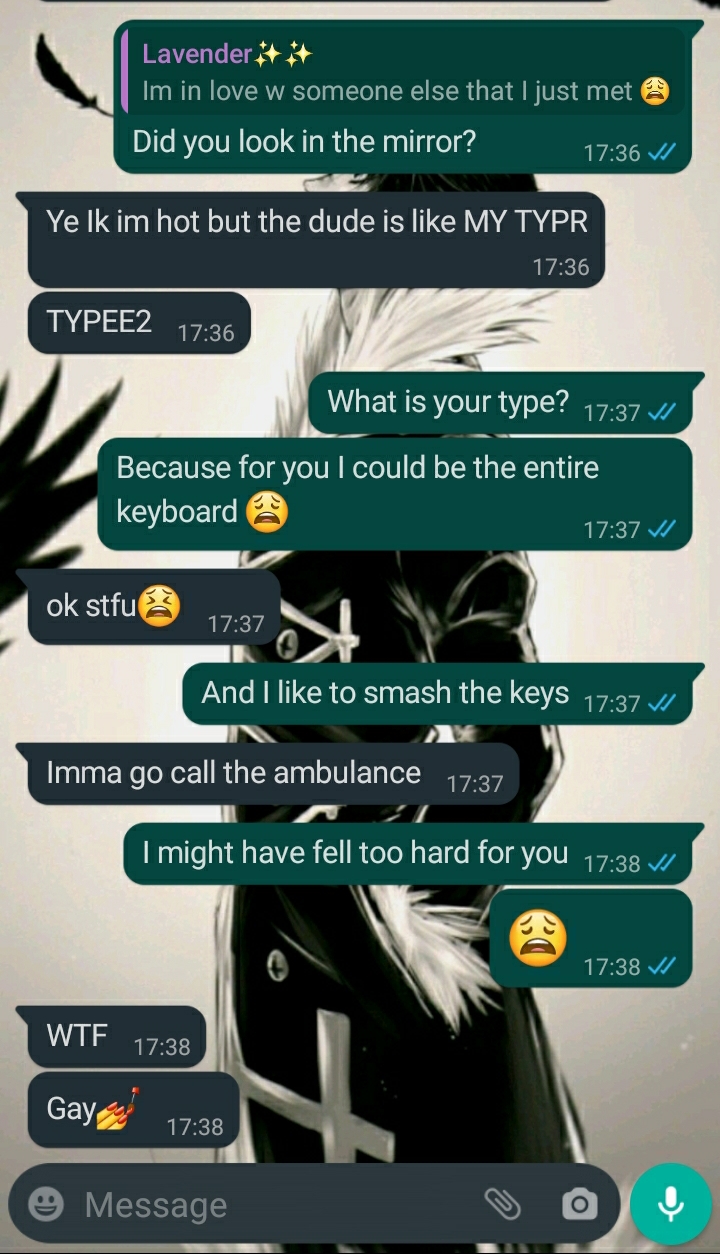 Lavender✨✨
Im in love w someone else that I just met 😩
Did you look in the mirror?
17:36
Ye Ik im hot but the dude is like MY TYPR
17:36
TYPEE2 17:36
What is your type? 17:37
Because for you I could be the entire
keyboard 😩
17:37
ok stfu😫 17:37
And I like to smash the keys 17:37
Imma go call the ambulance 17:37
I might have fell too hard for you 17:38
😩 17:38
WTF 17:38
Gay💅 17:38
Message